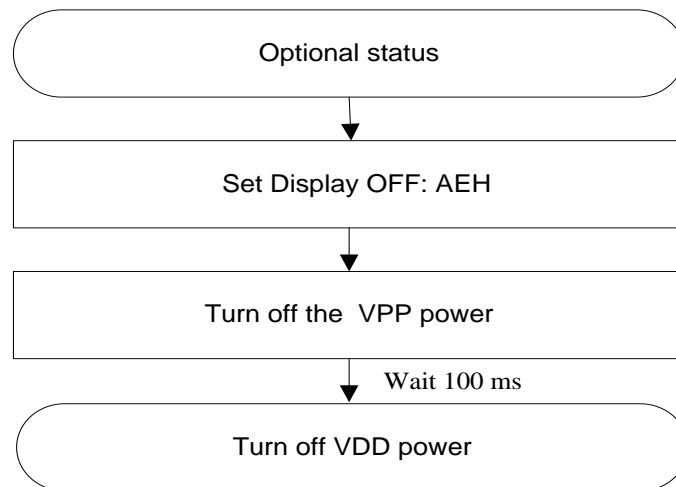 Optional status
Set Display OFF: AEH
Turn off the VPP power
Wait 100 ms
Turn off VDD power